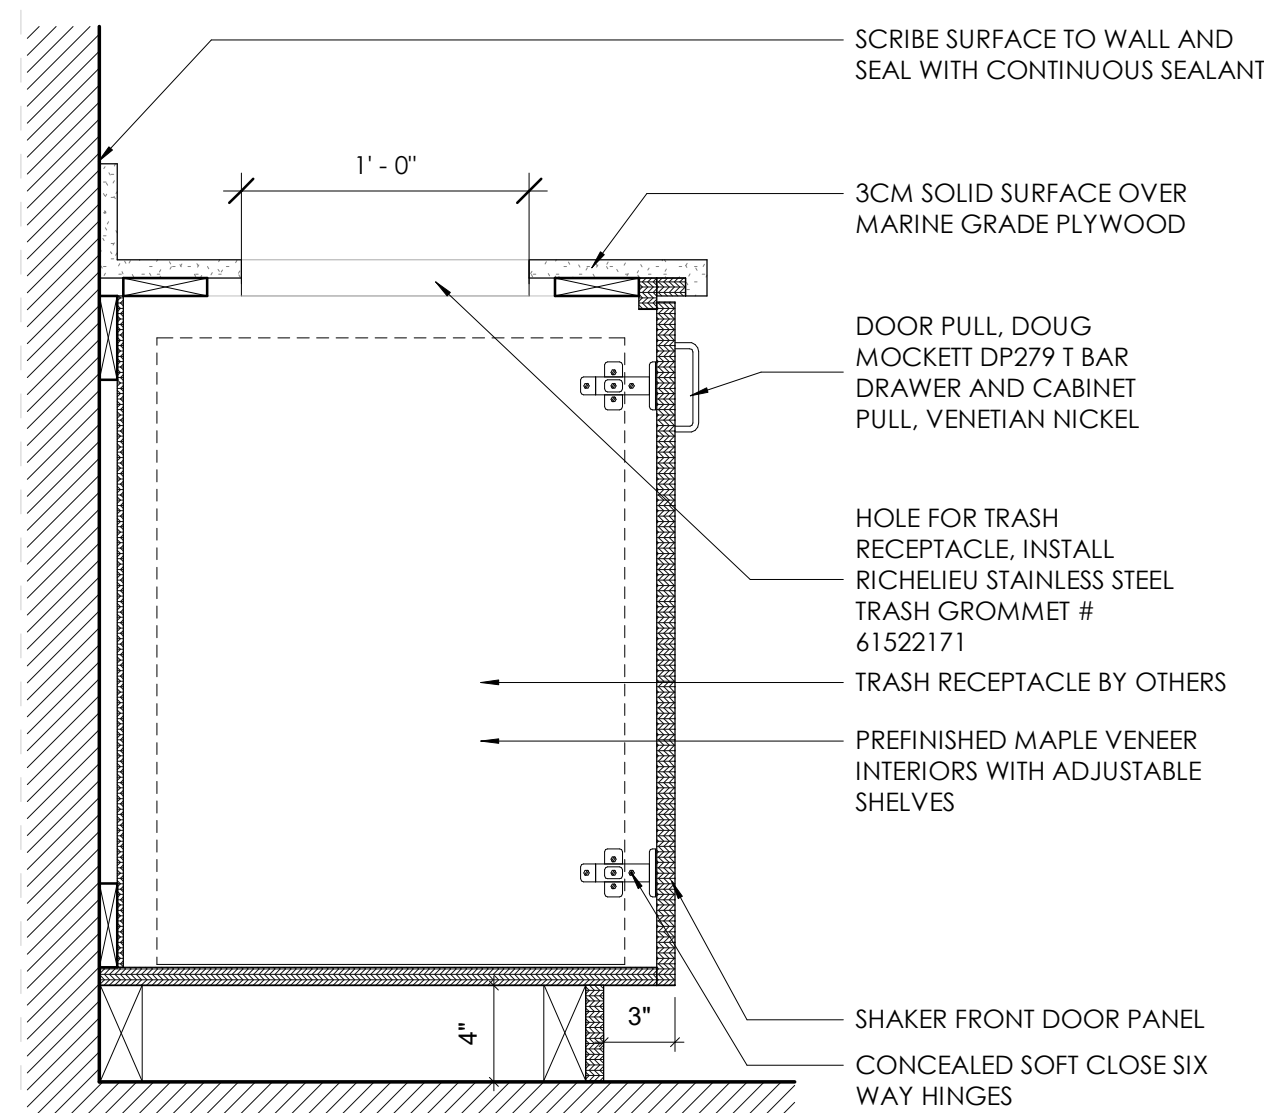 SCRIBE SURFACE TO WALL AND
SEAL WITH CONTINUOUS SEALANT
1' - 0"
3CM SOLID SURFACE OVER
MARINE GRADE PLYWOOD
DOOR PULL, DOUG
MOCKETT DP279 T BAR
DRAWER AND CABINET
PULL, VENETIAN NICKEL
HOLE FOR TRASH
RECEPTACLE, INSTALL
RICHELIEU STAINLESS STEEL
TRASH GROMMET #
61522171
TRASH RECEPTACLE BY OTHERS
PREFINISHED MAPLE VENEER
INTERIORS WITH ADJUSTABLE
SHELVES
4"
3"
SHAKER FRONT DOOR PANEL
CONCEALED SOFT CLOSE SIX
WAY HINGES